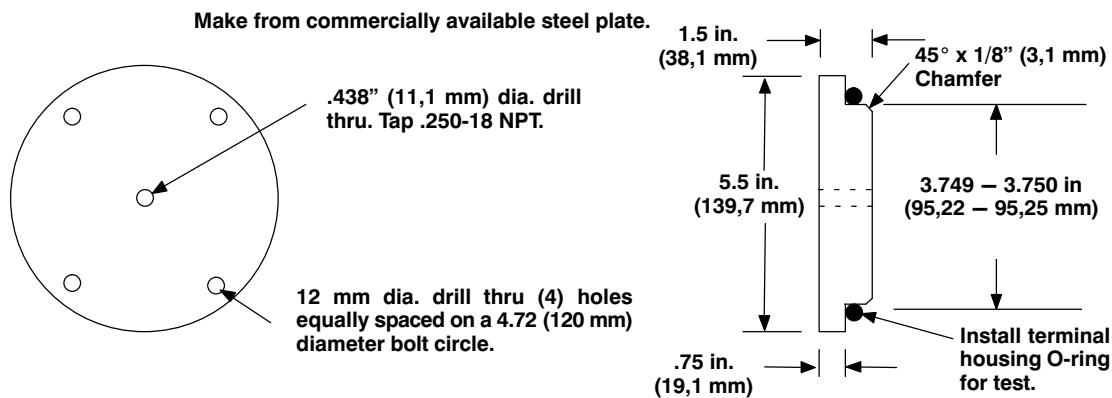 Make from commercially available steel plate.
.438” (11,1 mm) dia. drill
thru. Tap .250-18 NPT.
12 mm dia. drill thru (4) holes
equally spaced on a 4.72 (120 mm)
diameter bolt circle.
1.5 in.
(38,1 mm)
45° x 1/8” (3,1 mm)
Chamfer
5.5 in.
(139,7 mm)
3.749 – 3.750 in
(95,22 – 95,25 mm)
.75 in.
(19,1 mm)
Install terminal
housing O-ring
for test.